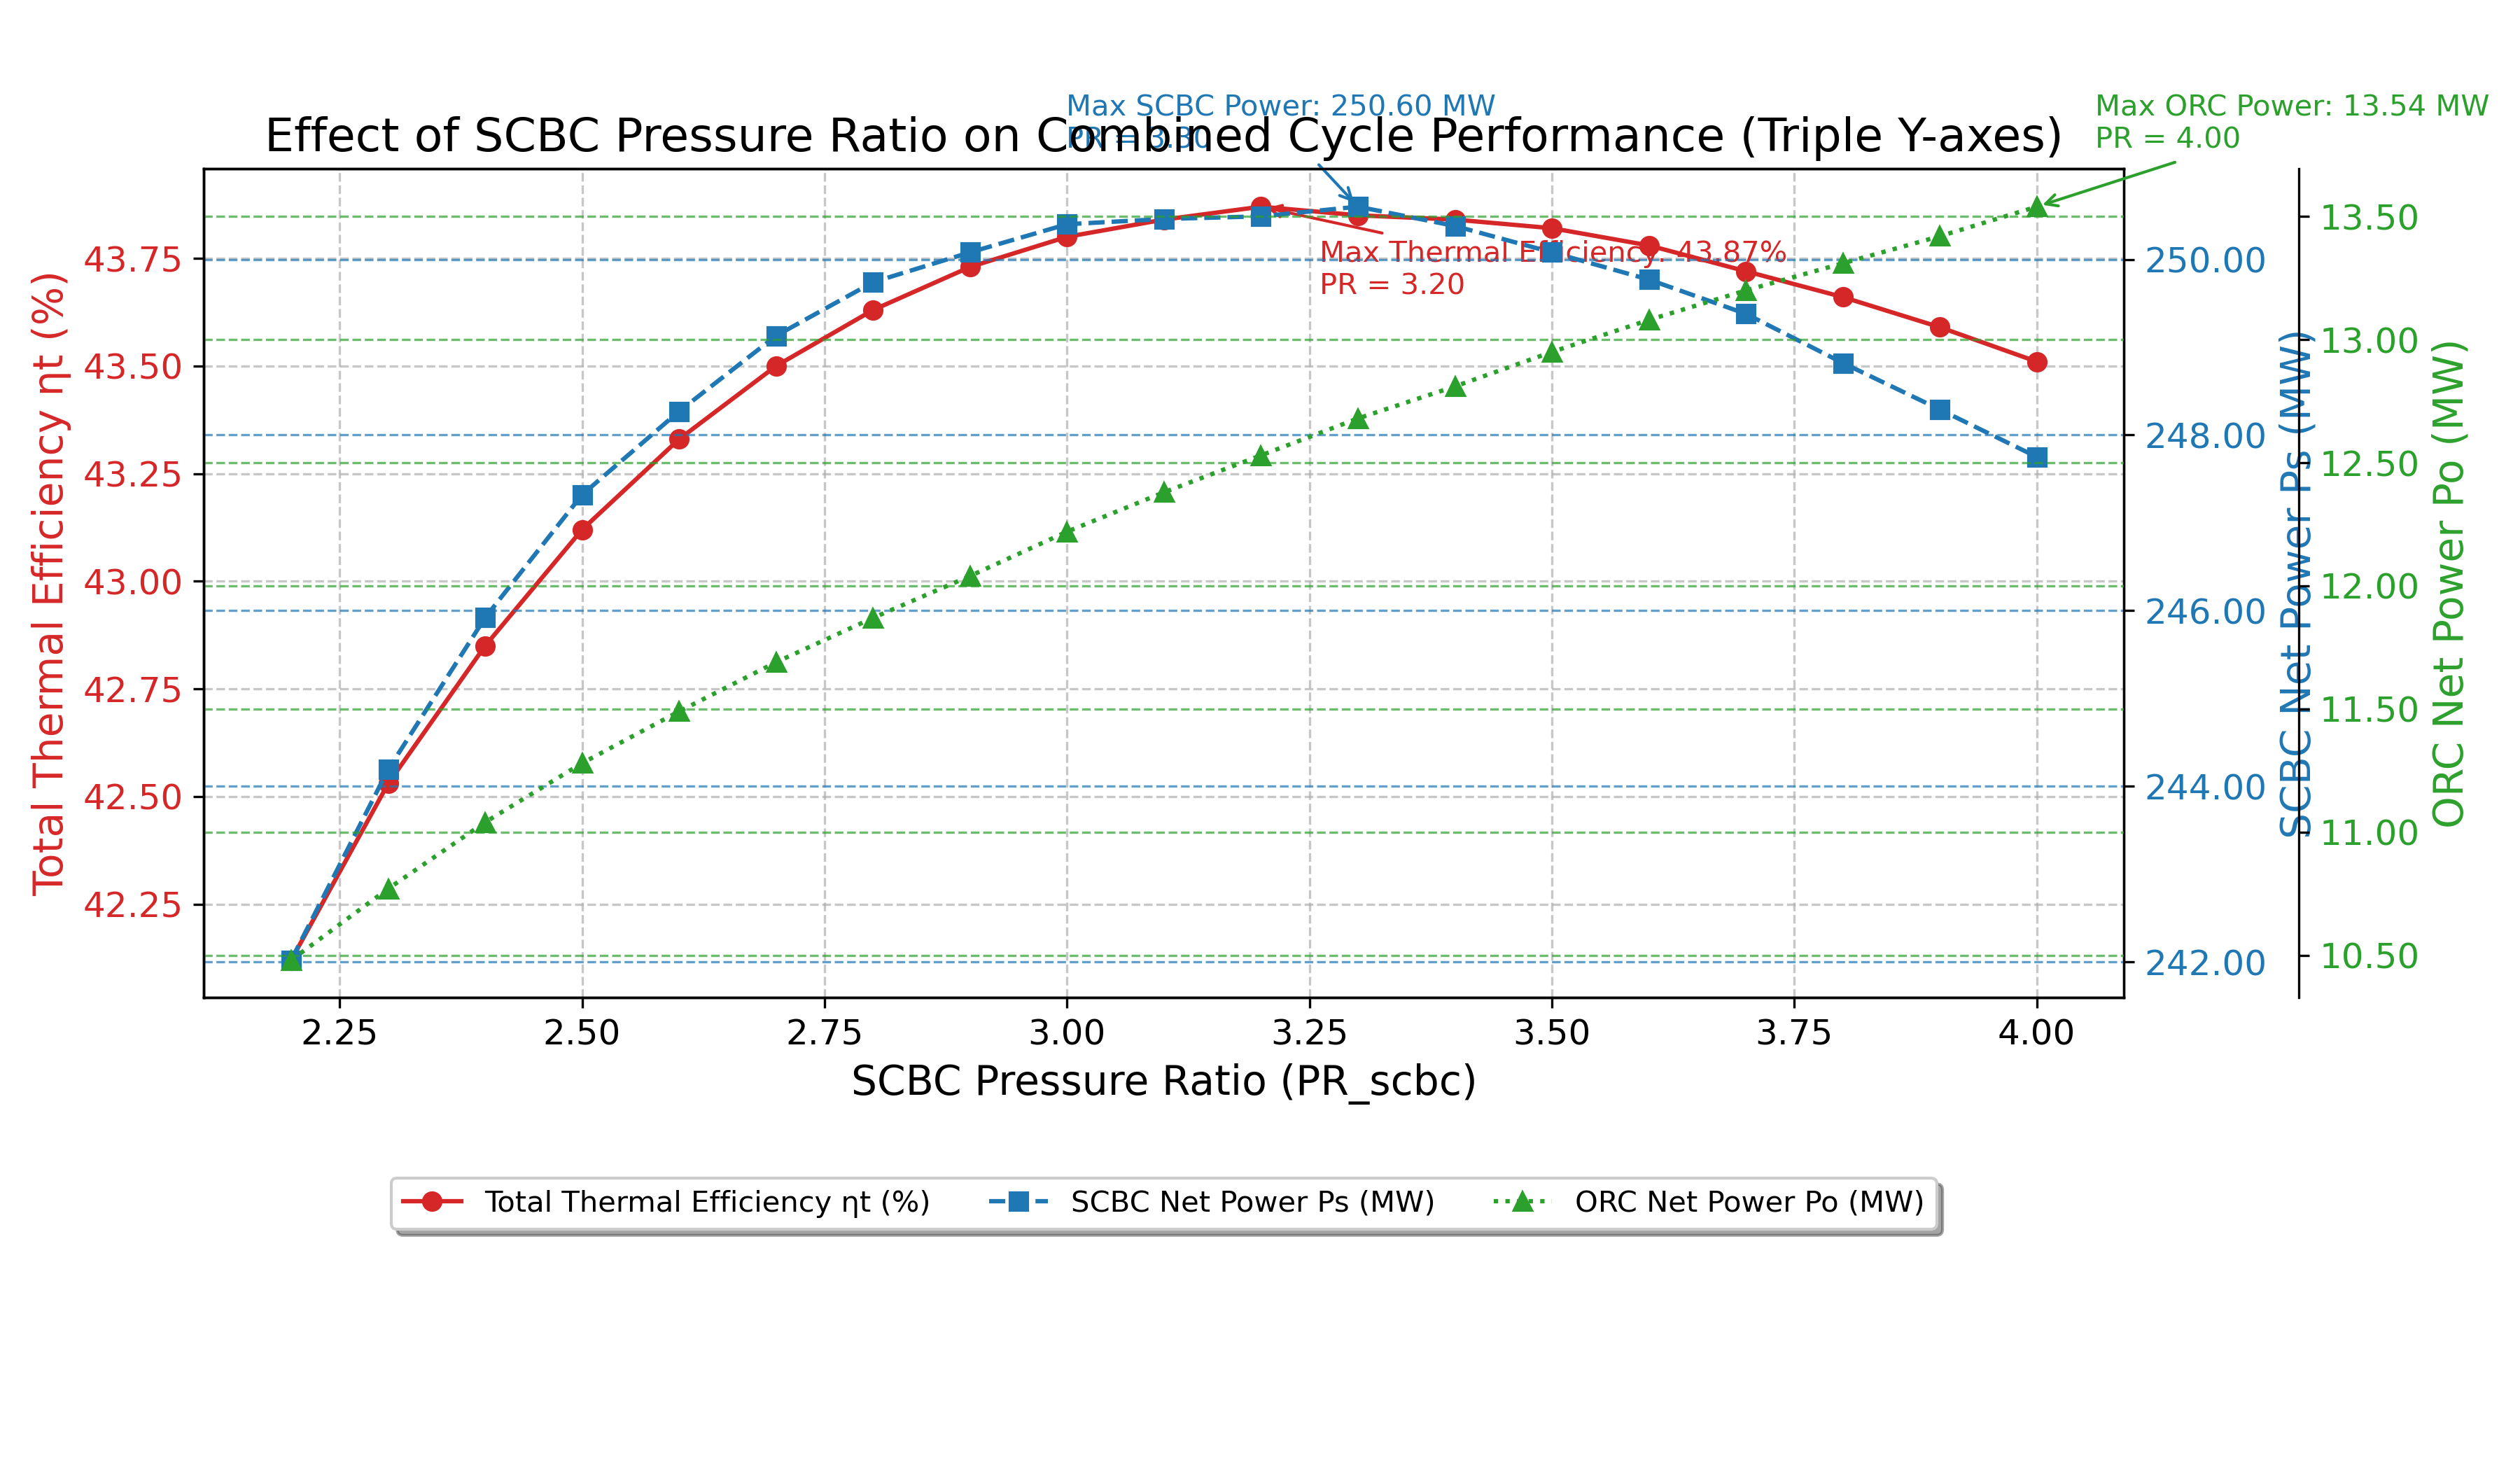 Max SCBC Power: 250.60 MW
PR = 3.30
Max ORC Power: 13.54 MW
PR = 4.00
Effect of SCBC Pressure Ratio on Combined Cycle Performance (Triple Y-axes)
Max Thermal Efficiency: 43.87%
PR = 3.20
Total Thermal Efficiency ηt (%)
43.75
43.50
43.25
43.00
42.75
42.50
42.25
250.00
248.00
246.00
244.00
242.00
SCBC Net Power Ps (MW)
13.50
13.00
12.50
12.00
11.50
11.00
10.50
ORC Net Power Po (MW)
2.25 2.50 2.75 3.00 3.25 3.50 3.75 4.00
SCBC Pressure Ratio (PR_scbc)
Total Thermal Efficiency ηt (%) SCBC Net Power Ps (MW) ORC Net Power Po (MW)